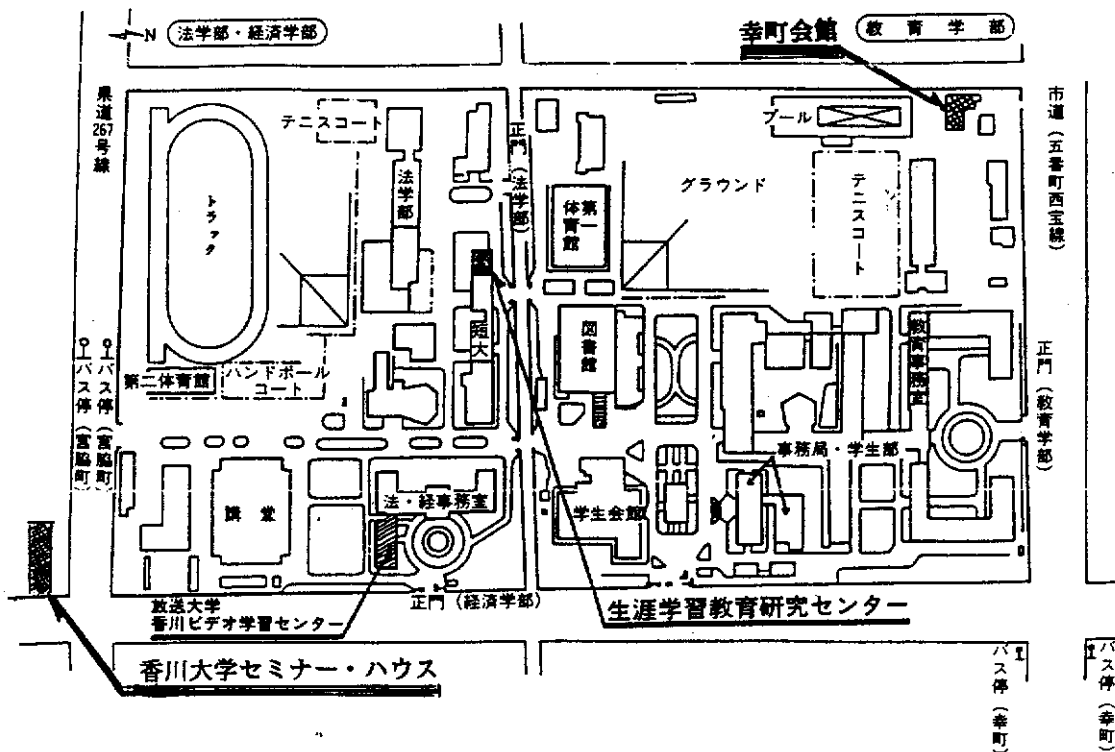 N
法学部・経済学部
幸町会館
教育学部
県道267号線
テニスコート
正門（法学部）
プール
市道（五番町西宝線）
トラック
法学部
第一体育館
グラウンド
テニスコート
短大
図書館
教育事務室
バス停（宮脇町）
バス停（宮脇町）
第二体育館
ハンドボールコート
正門（教育学部）
事務局・学生部
講堂
法・経事務室
学生会館
放送大学
香川ビデオ学習センター
正門（経済学部）
生涯学習教育研究センター
香川大学セミナー・ハウス
バス停（幸町）
バス停（幸町）